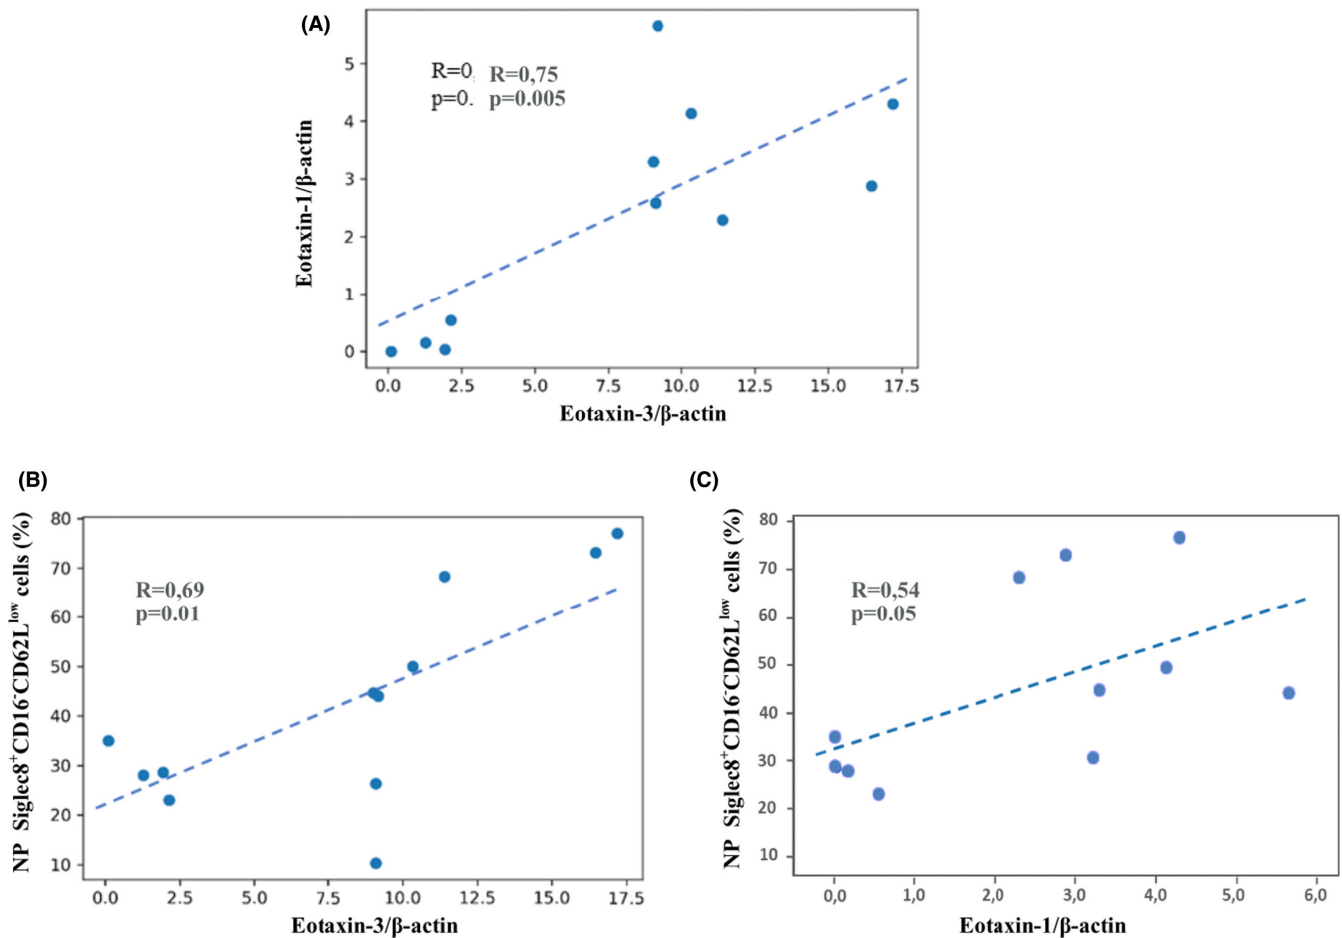 (A)
R=0
p=0.
R=0,75
p=0.005
5
4
3
2
1
0
Eotaxin-1/β-actin
0.0 2.5 5.0 7.5 10.0 12.5 15.0 17.5
Eotaxin-3/β-actin
(B)
R=0,69
p=0.01
80
70
60
50
40
30
20
10
NP Siglec8⁺CD16⁻CD62Lˡᵒʷ cells (%)
0.0 2.5 5.0 7.5 10.0 12.5 15.0 17.5
Eotaxin-3/β-actin
(C)
R=0,54
p=0.05
80
70
60
50
40
30
20
10
NP Siglec8⁺CD16⁻CD62Lˡᵒʷ cells (%)
0,0 1,0 2,0 3,0 4,0 5,0 6,0
Eotaxin-1/β-actin